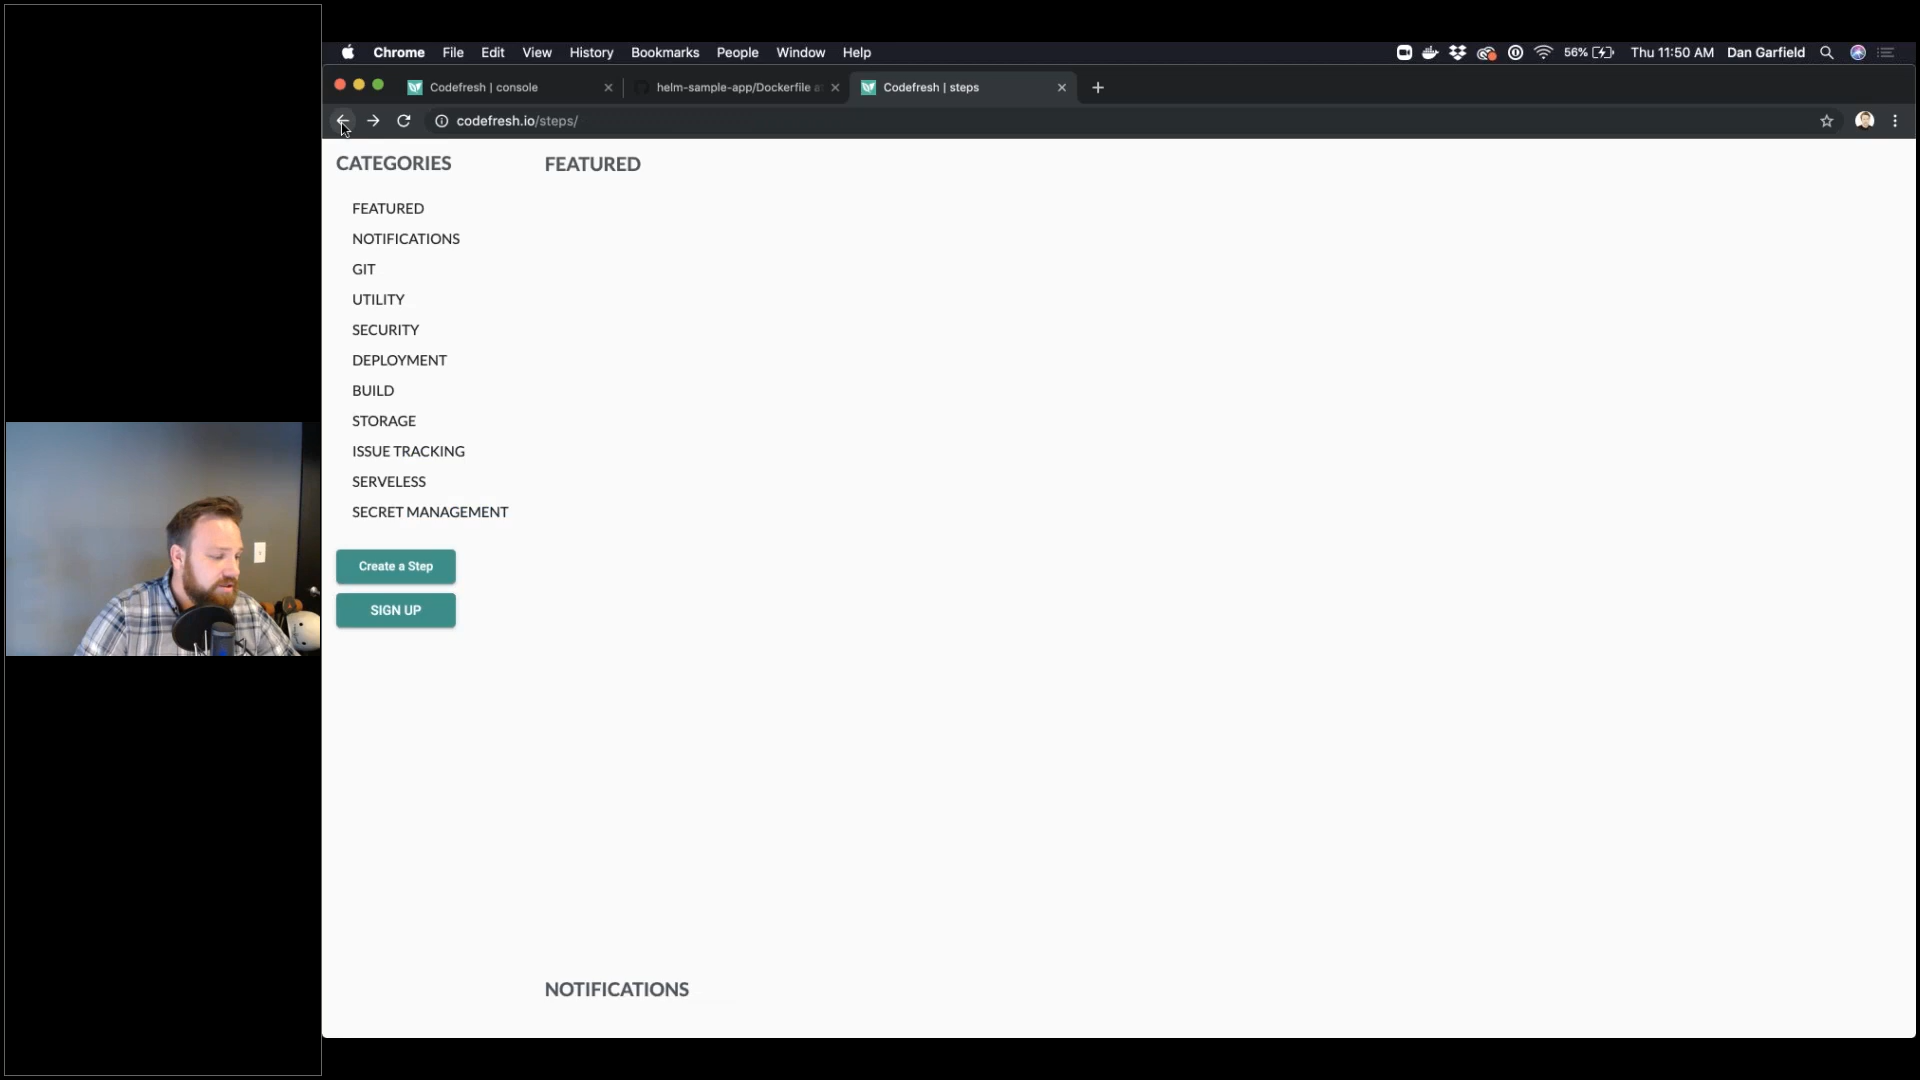 Chrome File Edit View History Bookmarks People Window Help 56% Thu 11:50 AM Dan Garfield
Codefresh | console
helm-sample-app/Dockerfile a
Codefresh | steps
codefresh.io/steps/
CATEGORIES
FEATURED
NOTIFICATIONS
GIT
UTILITY
SECURITY
DEPLOYMENT
BUILD
STORAGE
ISSUE TRACKING
SERVELESS
SECRET MANAGEMENT
Create a Step
SIGN UP
FEATURED
NOTIFICATIONS